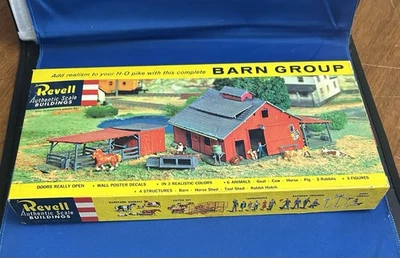 Add realism to your H-O pike with this complete BARN GROUP
Revell
Authentic Scale
BUILDINGS
DOORS REALLY OPEN • WALL POSTER DECALS • IN 3 REALISTIC COLORS • 6 ANIMALS - Goat - Cow - Horse - Pig - 2 Rabbits • 3 FIGURES
• 4 STRUCTURES - Barn - Horse Shed - Tool Shed - Rabbit Hutch
Revell
Authentic Scale
BUILDINGS